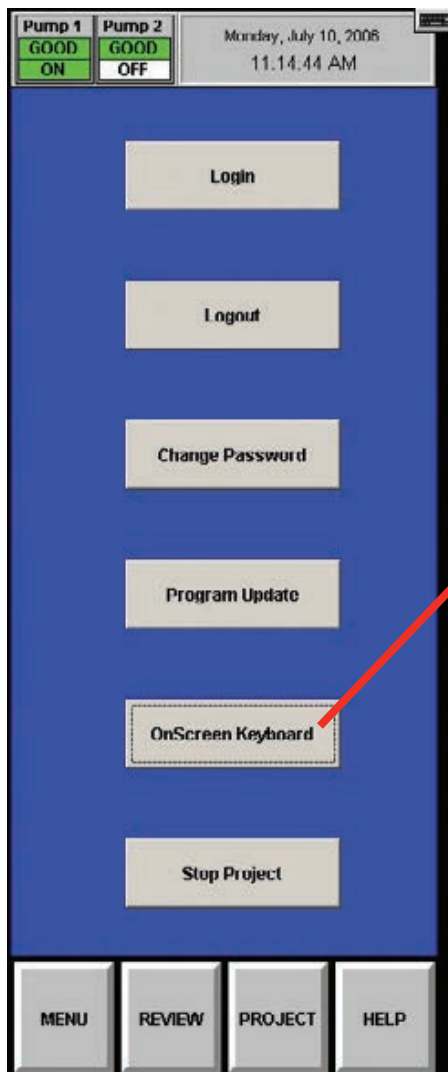 Pump 1 Pump 2 Monday, July 10, 2006
GOOD GOOD 11:14:44 AM
ON OFF
Login
Logout
Change Password
Program Update
OnScreen Keyboard
Stop Project
MENU REVIEW PROJECT HELP